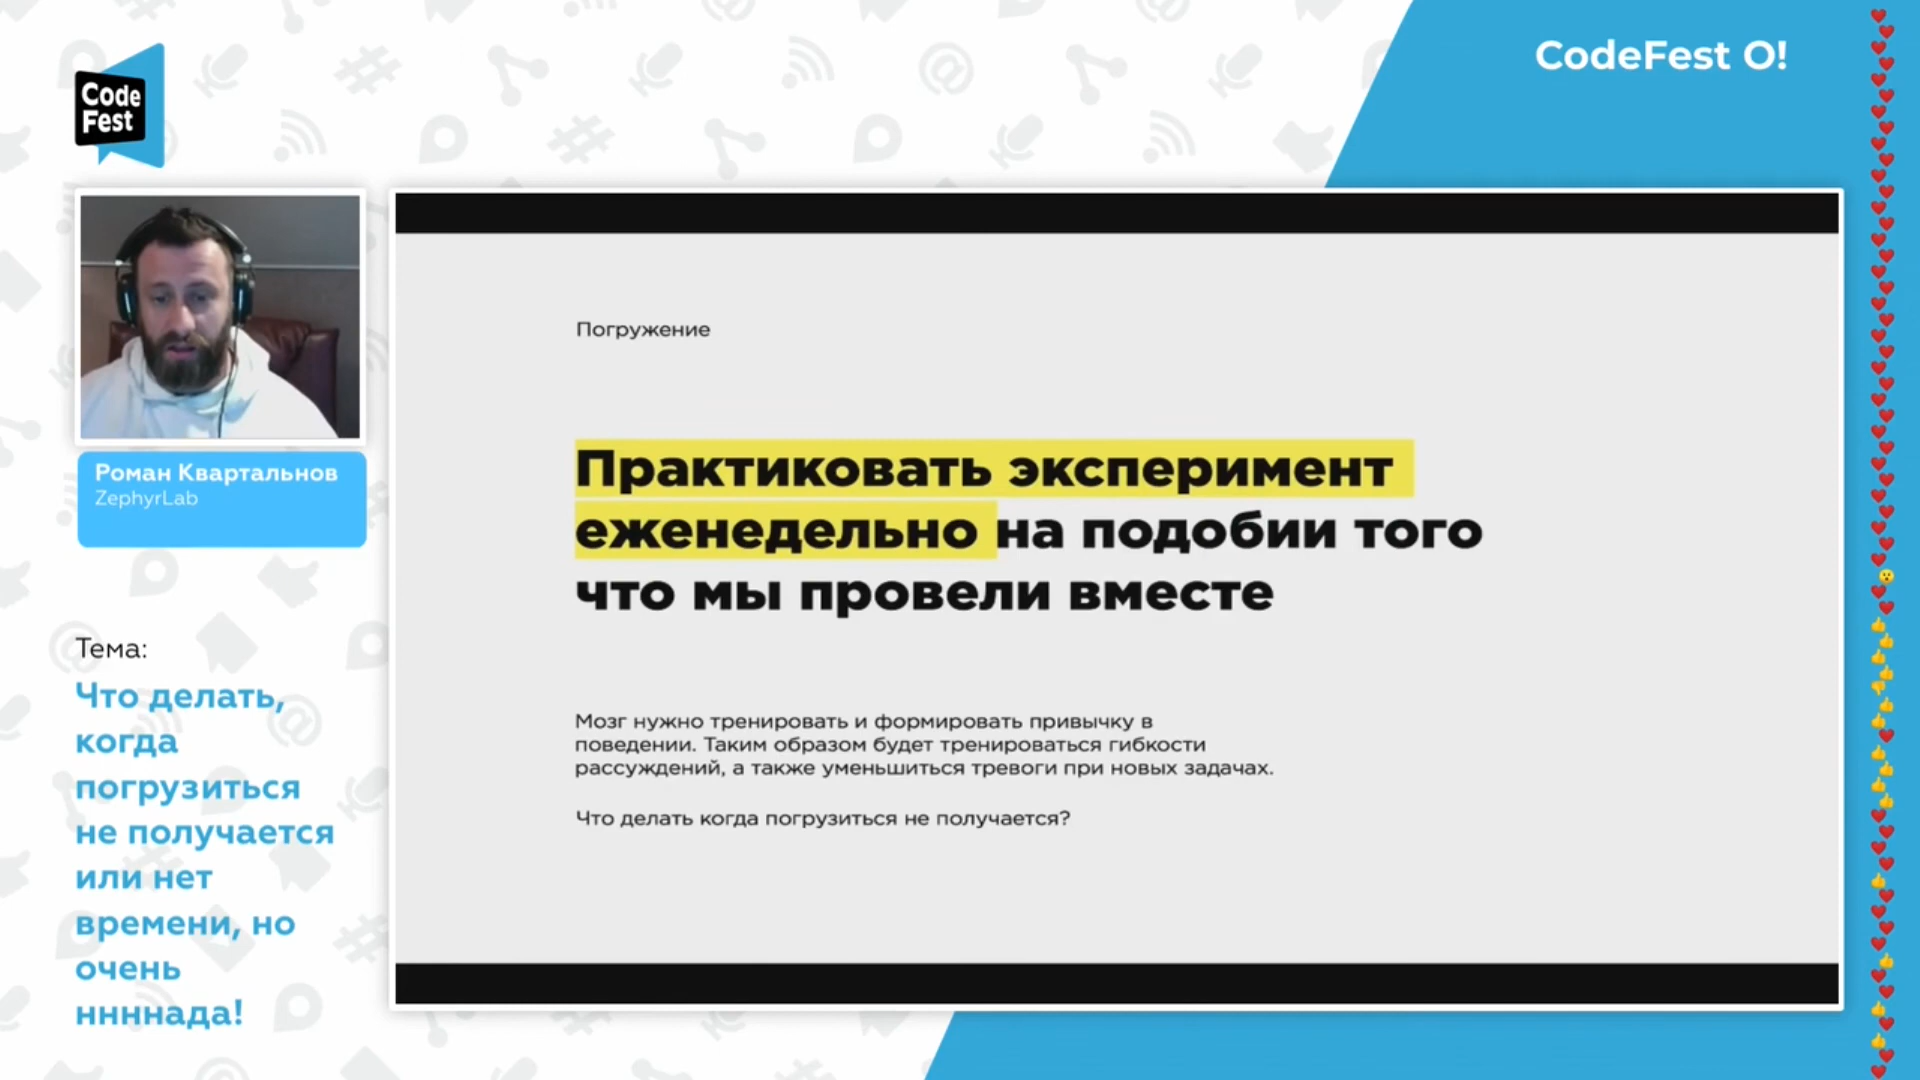 Code
Fest
CodeFest O!
Роман Квартальнов
ZephyrLab
Тема:
Что делать,
когда
погрузиться
не получается
или нет
времени, но
очень
ннннада!
Погружение
Практиковать эксперимент
еженедельно на подобии того
что мы провели вместе
Мозг нужно тренировать и формировать привычку в
поведении. Таким образом будет тренироваться гибкости
рассуждений, а также уменьшиться тревоги при новых задачах.
Что делать когда погрузиться не получается?